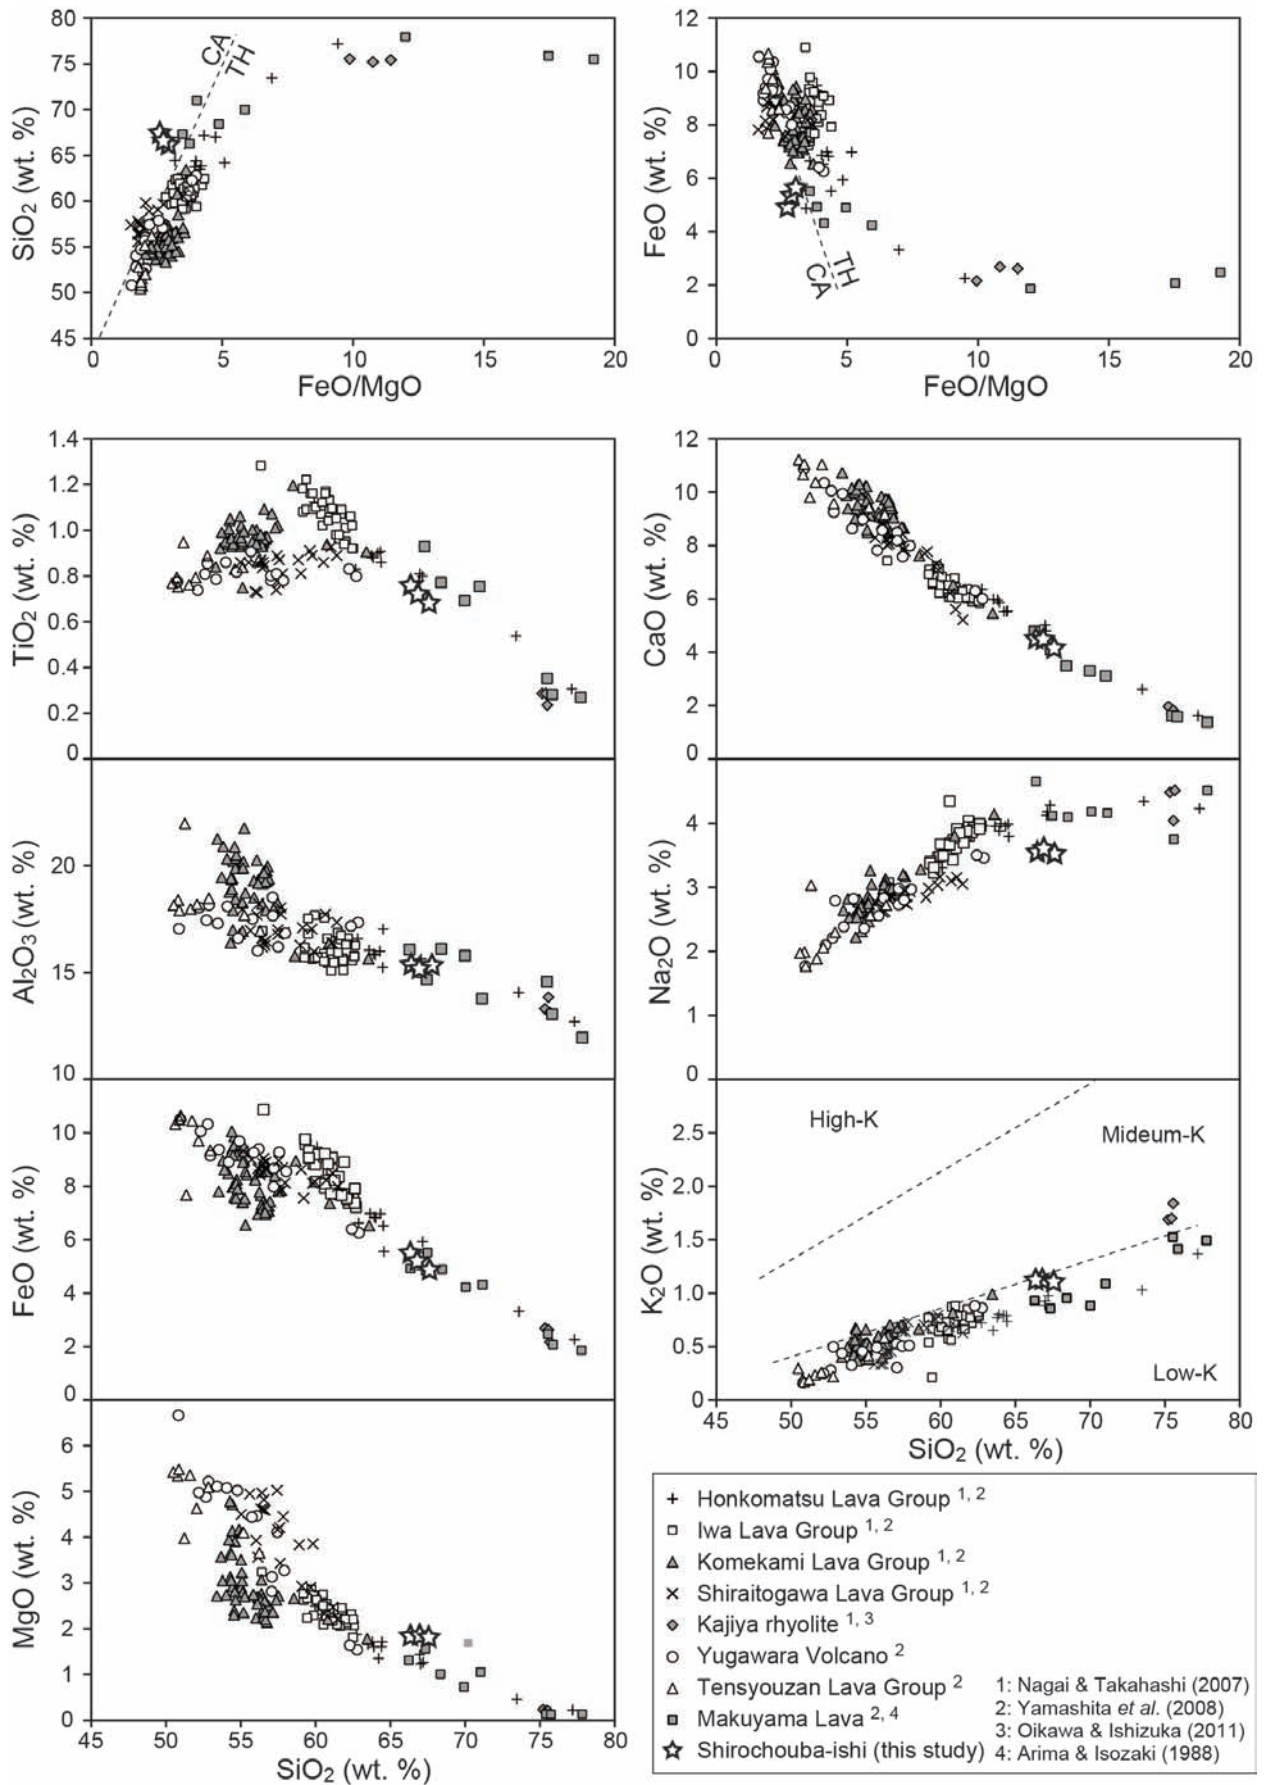 80
75
70
65
60
55
50
45
SiO2 (wt. %)
CA
TH
0 5 10 15 20
FeO/MgO
12
10
8
6
4
2
0
FeO (wt. %)
TH
CA
0 5 10 15 20
FeO/MgO
1.4
1.2
1.0
0.8
0.6
0.4
0.2
0
TiO2 (wt. %)
12
10
8
6
4
2
0
CaO (wt. %)
20
15
10
Al2O3 (wt. %)
4
3
2
1
0
Na2O (wt. %)
10
8
6
4
2
0
FeO (wt. %)
2.5
2.0
1.5
1.0
0.5
0
K2O (wt. %)
High-K
Mideum-K
Low-K
45 50 55 60 65 70 75 80
SiO2 (wt. %)
6
5
4
3
2
1
0
MgO (wt. %)
45 50 55 60 65 70 75 80
SiO2 (wt. %)
Honkomatsu Lava Group 1, 2
Iwa Lava Group 1, 2
Komekami Lava Group 1, 2
Shiraitogawa Lava Group 1, 2
Kajiya rhyolite 1, 3
Yugawara Volcano 2
Tensyouzan Lava Group 2
Makuyama Lava 2, 4
Shirochouba-ishi (this study)
1: Nagai & Takahashi (2007)
2: Yamashita et al. (2008)
3: Oikawa & Ishizuka (2011)
4: Arima & Isozaki (1988)